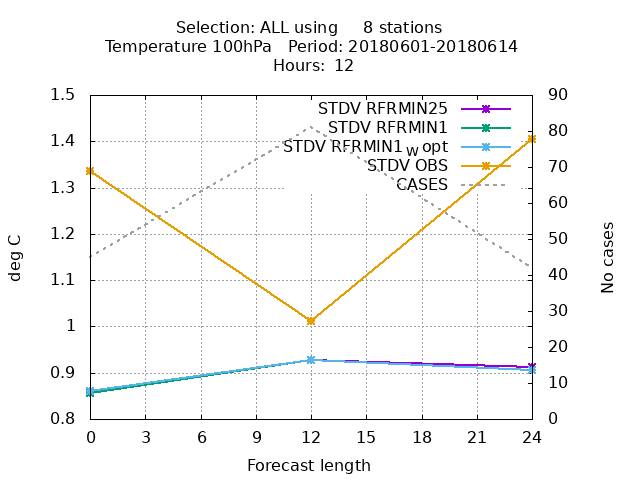 Selection: ALL using 8 stations
Temperature 100hPa Period: 20180601-20180614
Hours: 12
1.5
1.4
1.3
1.2
1.1
1
0.9
0.8
deg C
STDV RFRMIN25
STDV RFRMIN1
STDV RFRMIN1wopt
STDV OBS
CASES
90
80
70
60
50
40
30
20
10
0
No cases
0 3 6 9 12 15 18 21 24
Forecast length